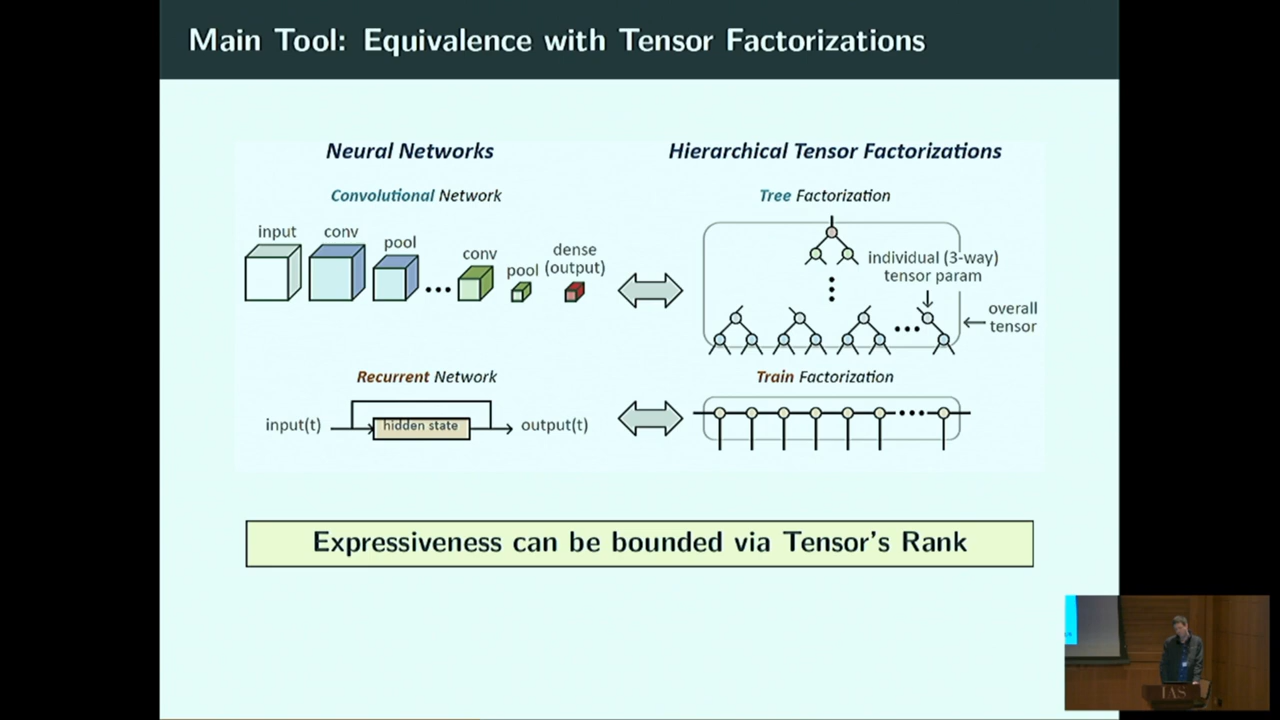 Main Tool: Equivalence with Tensor Factorizations
Neural Networks
Hierarchical Tensor Factorizations
Convolutional Network
Tree Factorization
input
conv
pool
conv
pool
dense
(output)
individual (3-way)
tensor param
overall
tensor
Recurrent Network
Train Factorization
input(t)
hidden state
output(t)
Expressiveness can be bounded via Tensor's Rank
IAS